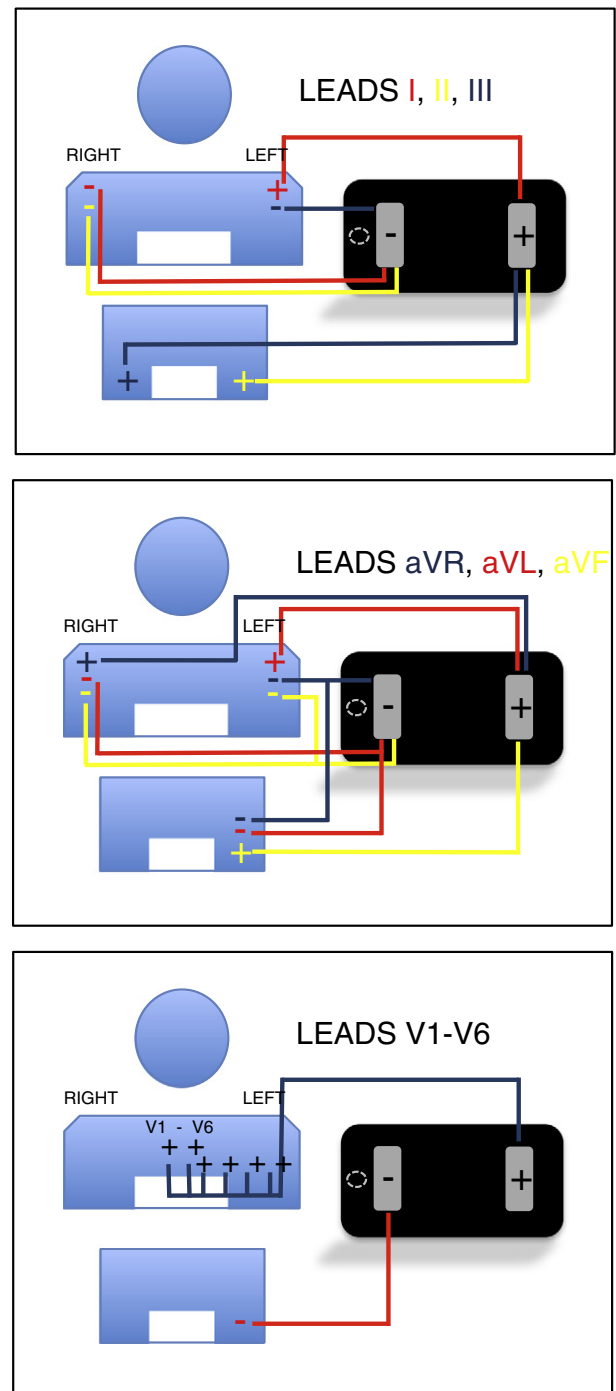 LEADS I, II, III
RIGHT LEFT
- +
- -
- +
+ +
LEADS aVR, aVL, aVF
RIGHT LEFT
+ +
- -
- -
- +
-
-
+
LEADS V1-V6
RIGHT LEFT
V1 - V6
+ + + + + +
- +
-